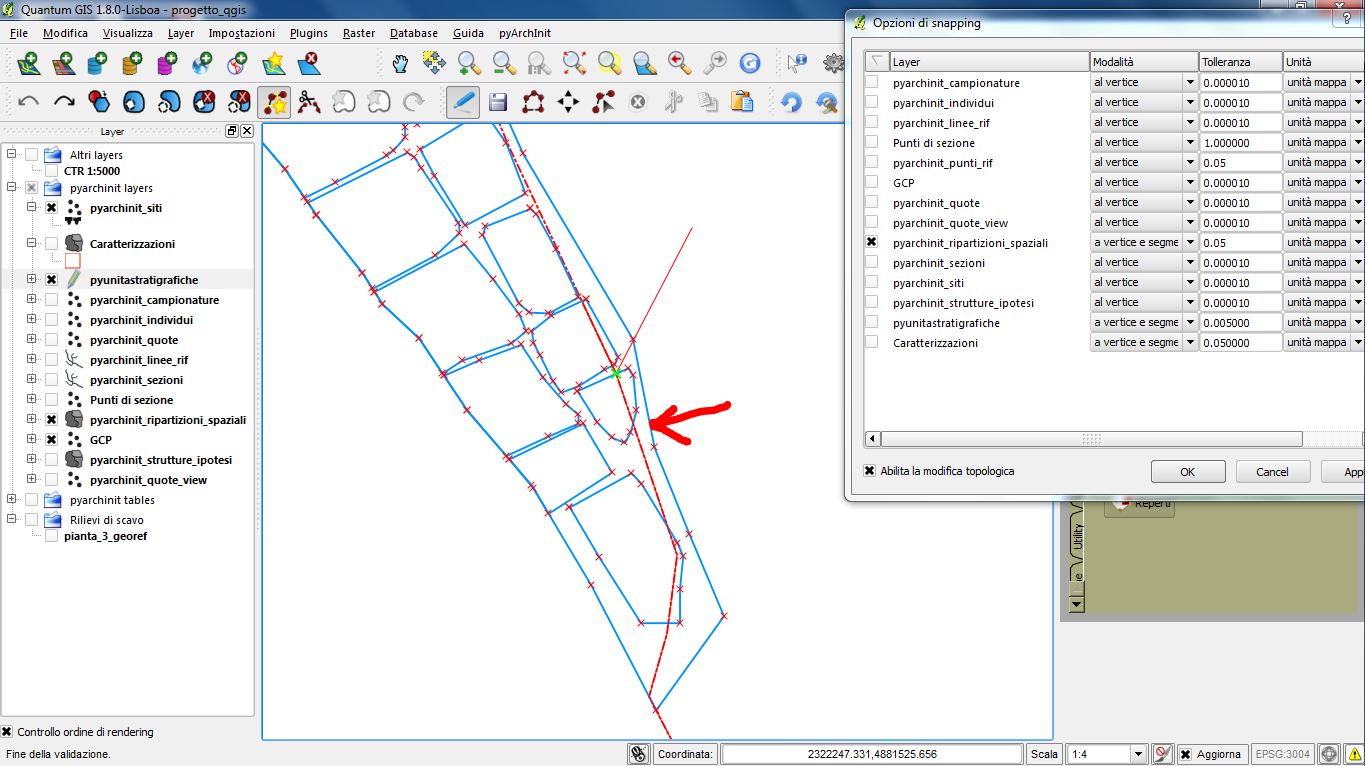 Quantum GIS 1.8.0-Lisboa - progetto_qgis
File Modifica Visualizza Layer Impostazioni Plugins Raster Database Guida pyArchInit
Layer
Altri layers
CTR 1:5000
pyarchinit layers
pyarchinit_siti
Caratterizzazioni
pyunitastratigrafiche
pyarchinit_campionature
pyarchinit_individui
pyarchinit_quote
pyarchinit_linee_rif
pyarchinit_sezioni
Punti di sezione
pyarchinit_ripartizioni_spaziali
GCP
pyarchinit_strutture_ipotesi
pyarchinit_quote_view
pyarchinit tables
Rilievi di scavo
pianta_3_georef
Controllo ordine di rendering
Opzioni di snapping
Layer Modalità Tolleranza Unità
pyarchinit_campionature al vertice 0.000010 unità mappa
pyarchinit_individui al vertice 0.000010 unità mappa
pyarchinit_linee_rif al vertice 0.000010 unità mappa
Punti di sezione al vertice 1.000000 unità mappa
pyarchinit_punti_rif al vertice 0.05 unità mappa
GCP al vertice 0.000010 unità mappa
pyarchinit_quote al vertice 0.000010 unità mappa
pyarchinit_quote_view al vertice 0.000010 unità mappa
pyarchinit_ripartizioni_spaziali a vertice e segme 0.05 unità mappa
pyarchinit_sezioni al vertice 0.000010 unità mappa
pyarchinit_siti al vertice 0.000010 unità mappa
pyarchinit_strutture_ipotesi al vertice 0.000010 unità mappa
pyunitastratigrafiche a vertice e segme 0.005000 unità mappa
Caratterizzazioni a vertice e segme 0.050000 unità mappa
Abilita la modifica topologica OK Cancel App
Reperti
Utility
Fine della validazione. Coordinata: 2322247.331,4881525.656 Scala 1:4 Aggiorna EPSG:3004